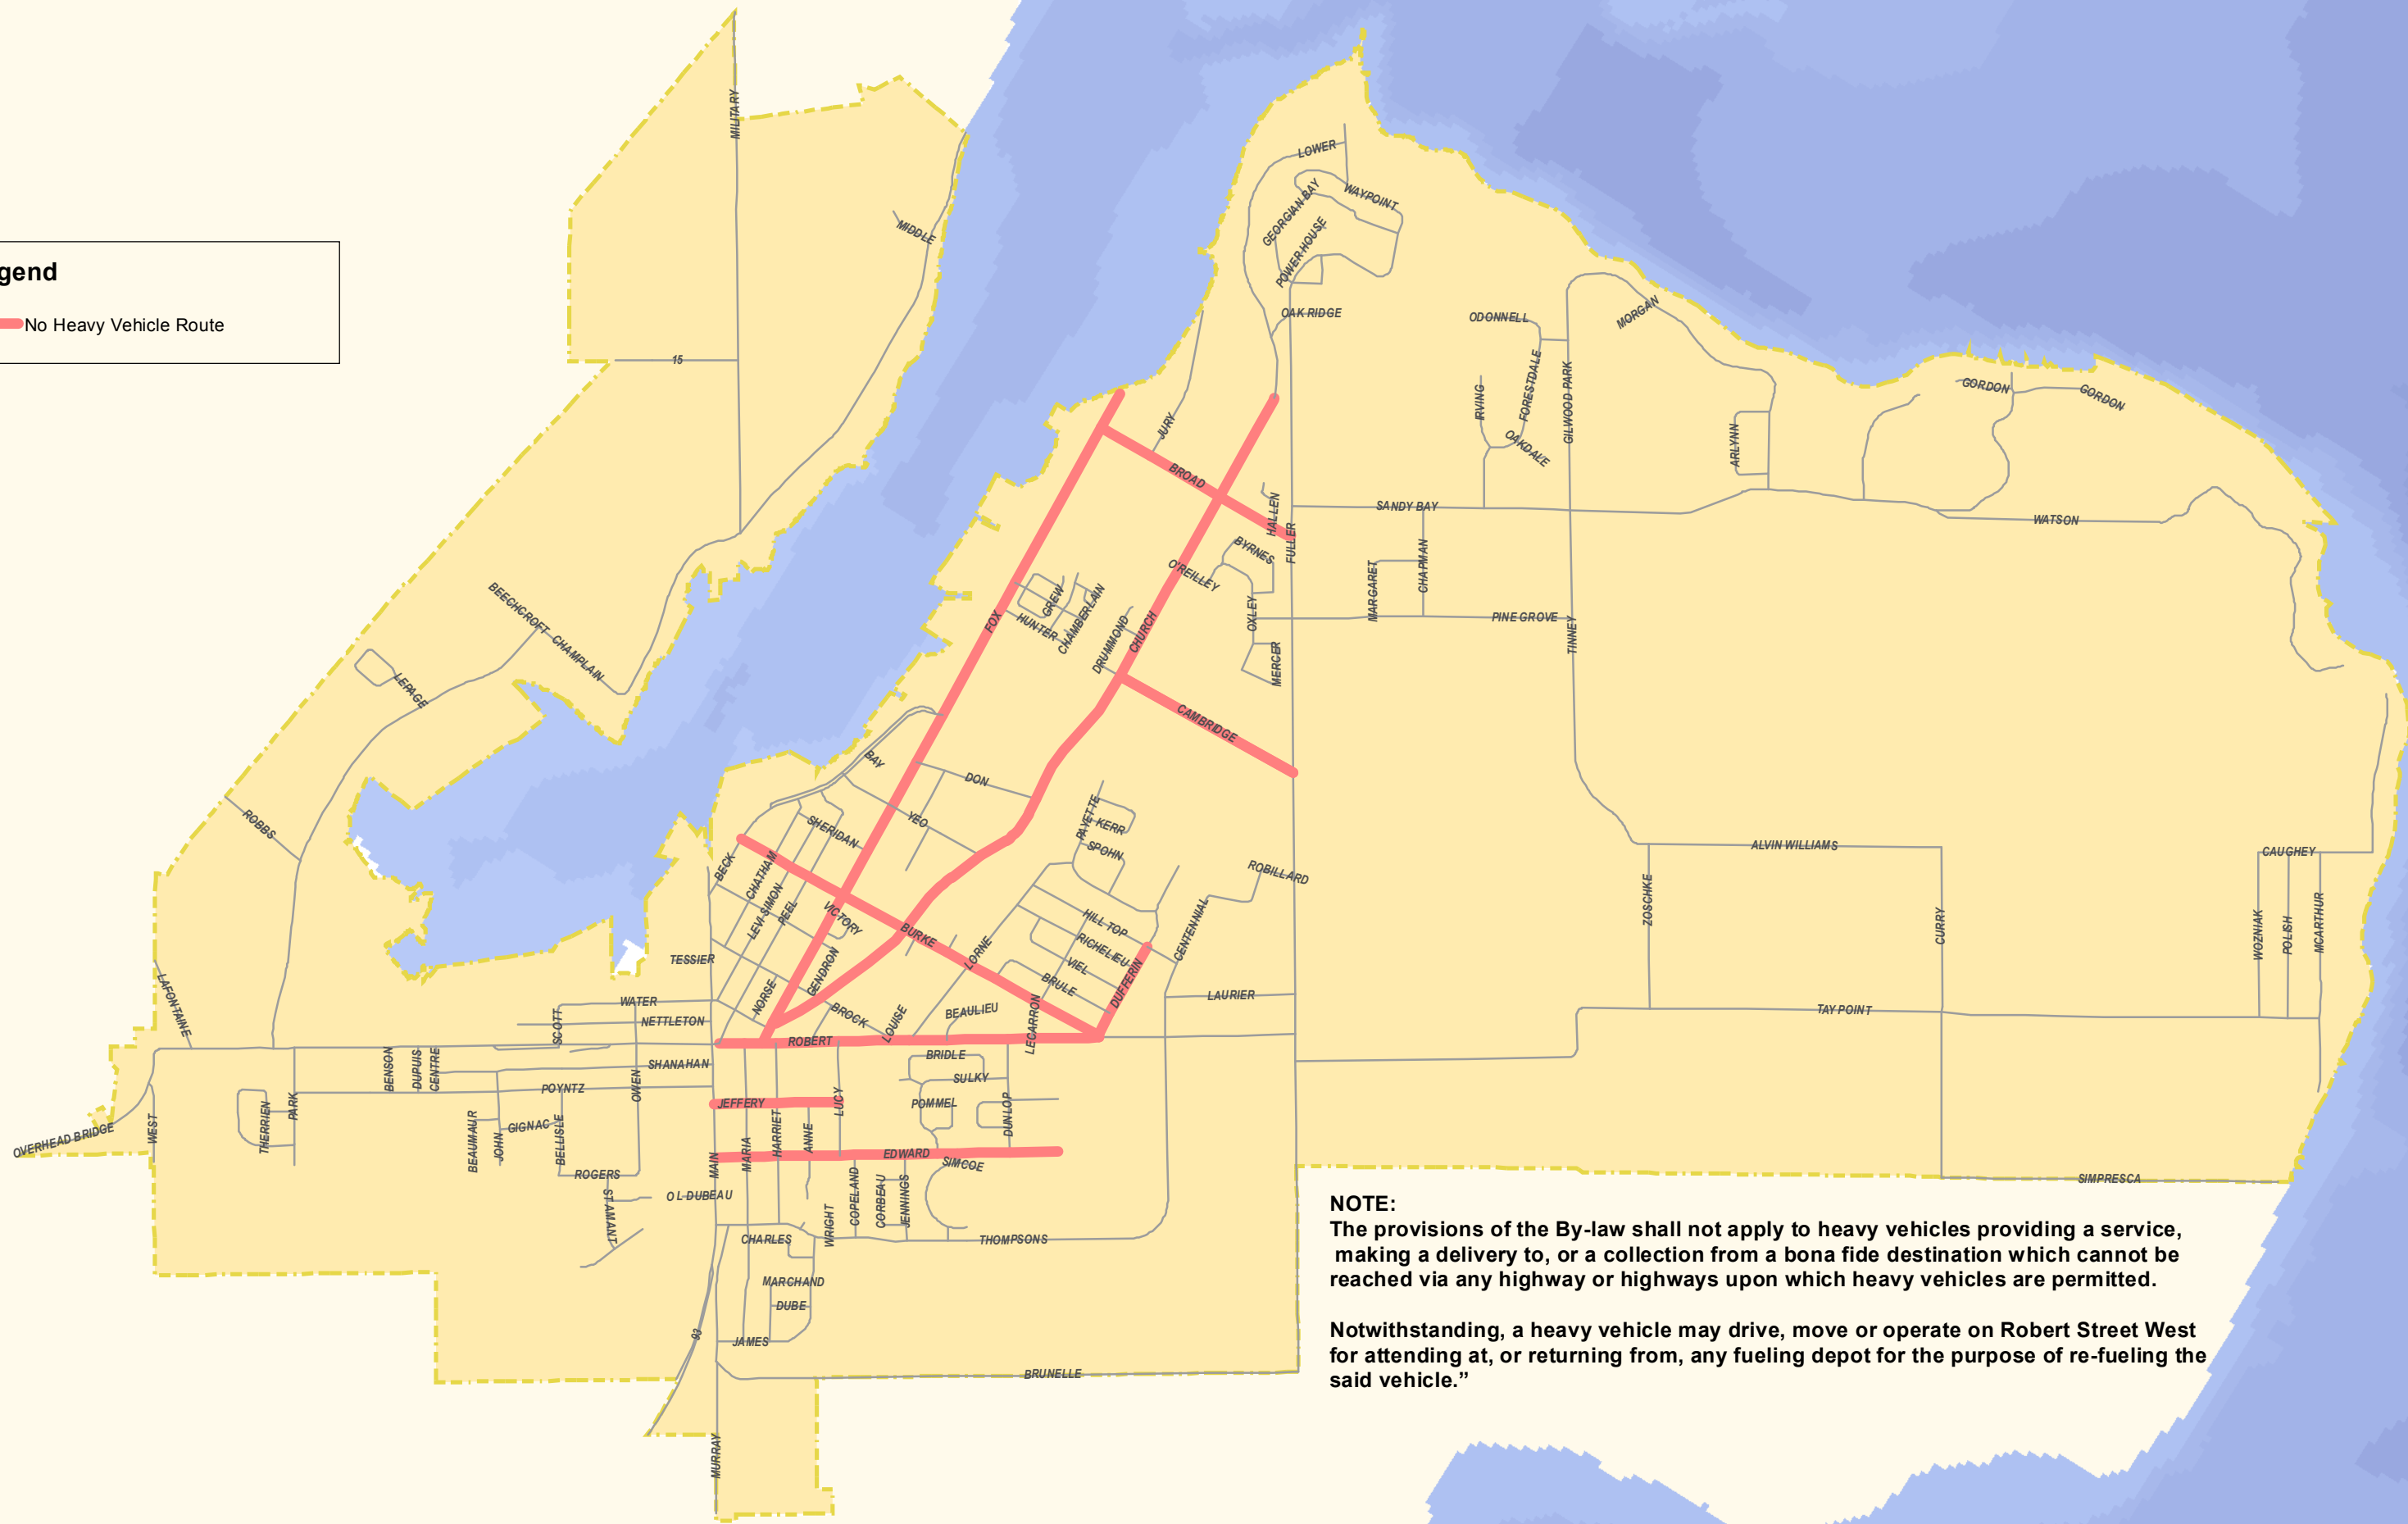 MILITARY
LOWER
GEORGIAN BAY
WAYPOINT
MIDDLE
POWER HOUSE
gend
No Heavy Vehicle Route
OAK RIDGE
ODONNELL
MORGAN
15
FORESTDALE
GILWOOD PARK
IRVING
GORDON
GORDON
JURY
ARLYNN
OAKDALE
BROAD
HALLEN
SANDY BAY
WATSON
FULLER
BYRNES
CHAPMAN
O'REILLEY
MARGARET
BEECHCROFT
CHAMPLAIN
GREW
FOX
HUNTER
CHAMBERLAIN
DRUMMOND
CHURCH
OXLEY
PINE GROVE
TINNEY
MERCER
LEPAGE
CAMBRIDGE
BAY
DON
ROBBS
SHERIDAN
YEO
PAYETTE
KERR
SPOHN
ALVIN WILLIAMS
CAUGHEY
BECK
CHATHAM
ROBILLARD
LEVI-SIMON
PEEL
VICTORY
BURKE
HILL TOP
CENTENNIAL
ZOSCHKE
CURRY
WOZNIAK
POLISH
MCARTHUR
LORNE
RICHELIEU
VIEL
TESSIER
GENDRON
BRULE
DUFFERIN
LAFONTAINE
WATER
NORSE
LAURIER
NETTLETON
SCOTT
BROCK
LOUISE
BEAULIEU
LECARRON
TAY POINT
ROBERT
BENSON
DUPUIS
CENTRE
SHANAHAN
BRIDLE
POYNTZ
OWEN
SULKY
JEFFERY
LUCY
POMMEL
DUNLOP
THERRIEN
PARK
WEST
OVERHEAD BRIDGE
BEAUMAUR
JOHN
GIGNAC
BELLISLE
MAIN
MARIA
HARRIET
ANNE
EDWARD
SIMCOE
ROGERS
SIMPRESCA
ST AMANT
O L DUBEAU
COPELAND
CORBEAU
JENNINGS
WRIGHT
CHARLES
THOMPSONS
MARCHAND
DUBE
93
JAMES
BRUNELLE
MURRAY
NOTE:
The provisions of the By-law shall not apply to heavy vehicles providing a service,
making a delivery to, or a collection from a bona fide destination which cannot be
reached via any highway or highways upon which heavy vehicles are permitted.
Notwithstanding, a heavy vehicle may drive, move or operate on Robert Street West
for attending at, or returning from, any fueling depot for the purpose of re-fueling the
said vehicle.”